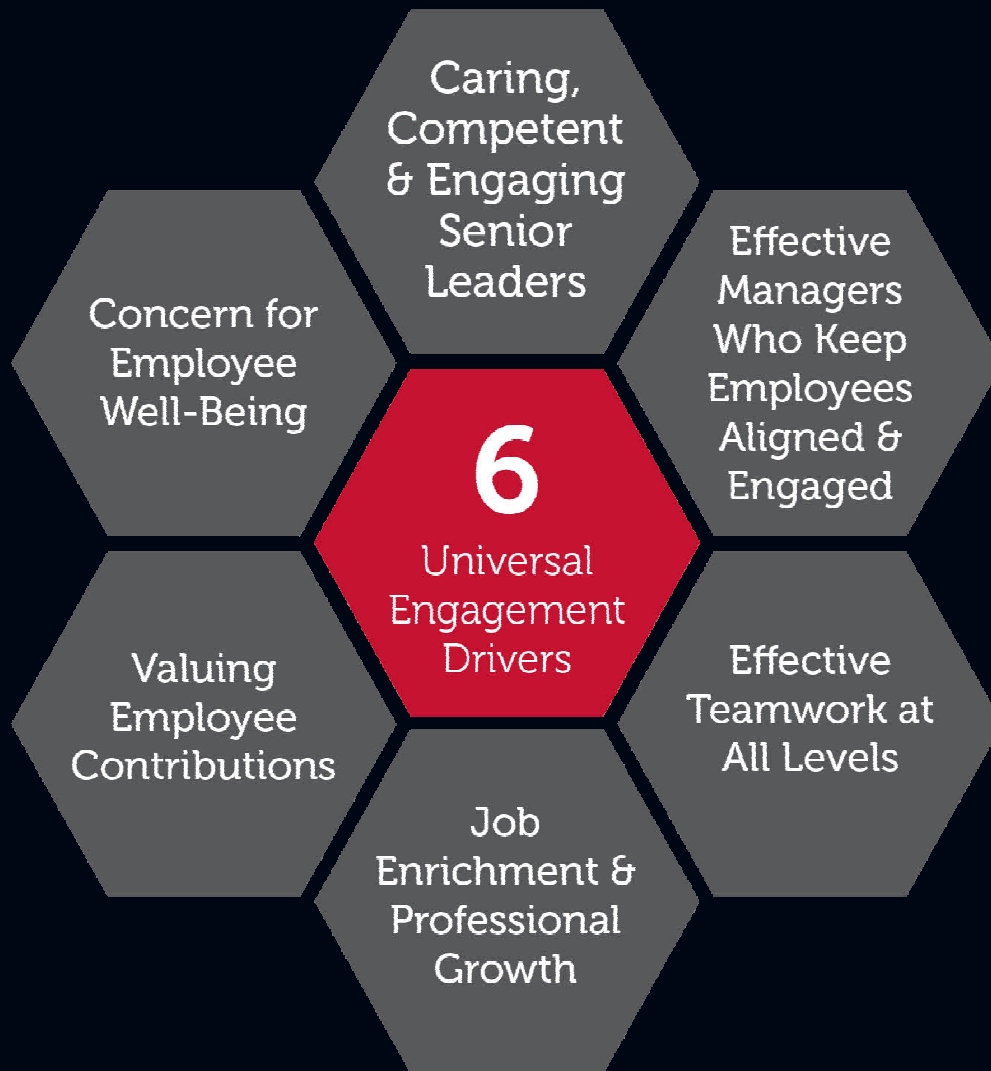 Caring,
Competent
& Engaging
Senior
Leaders
Effective
Managers
Who Keep
Employees
Aligned &
Engaged
Effective
Teamwork at
All Levels
Job
Enrichment &
Professional
Growth
Valuing
Employee
Contributions
Concern for
Employee
Well-Being
6
Universal
Engagement
Drivers